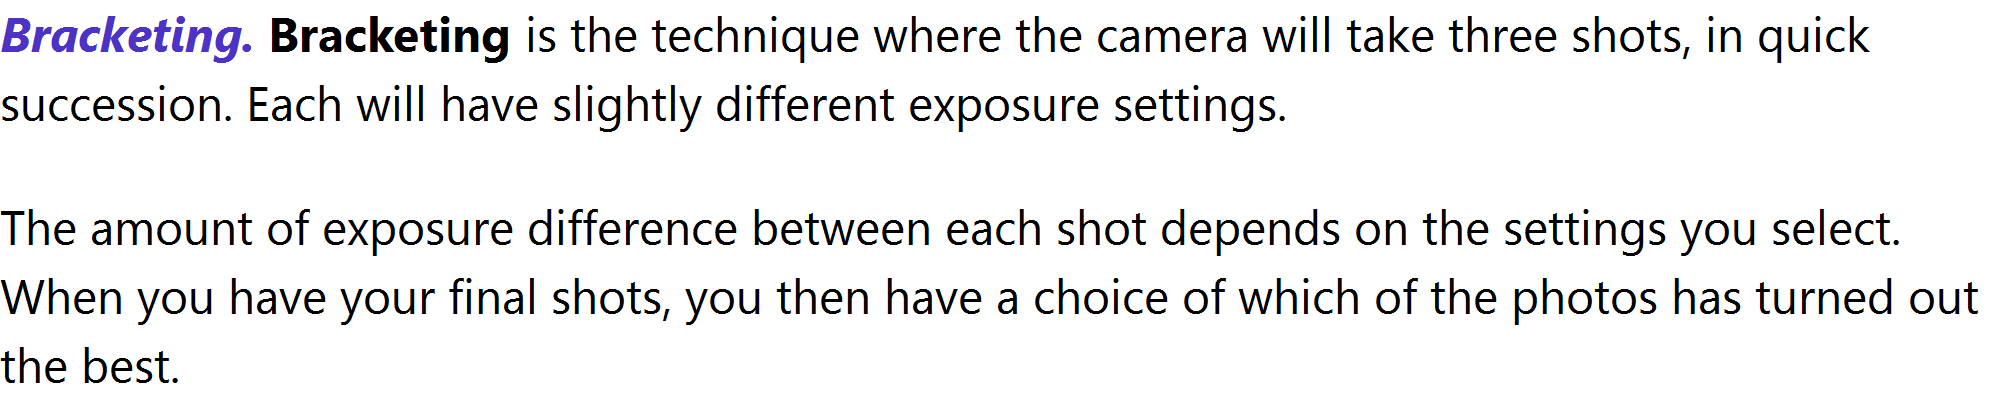 Bracketing. Bracketing is the technique where the camera will take three shots, in quick
succession. Each will have slightly different exposure settings.
The amount of exposure difference between each shot depends on the settings you select.
When you have your final shots, you then have a choice of which of the photos has turned out
the best.